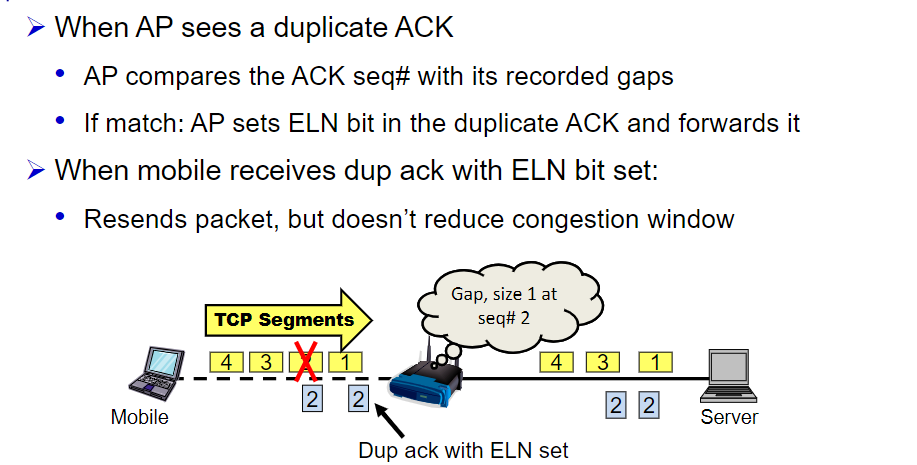 When AP sees a duplicate ACK
AP compares the ACK seq# with its recorded gaps
If match: AP sets ELN bit in the duplicate ACK and forwards it
When mobile receives dup ack with ELN bit set:
Resends packet, but doesn't reduce congestion window
Gap, size 1 at
seq# 2
TCP Segments
4 3 2 1 4 3 1
2 2 2 2
Mobile Server
Dup ack with ELN set